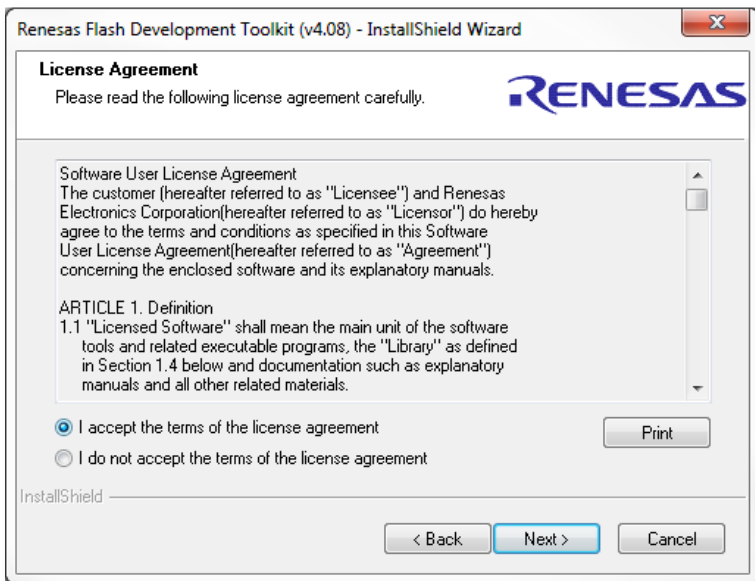 Renesas Flash Development Toolkit (v4.08) - InstallShield Wizard
License Agreement
Please read the following license agreement carefully.
RENESAS
Software User License Agreement
The customer (hereafter referred to as "Licensee") and Renesas
Electronics Corporation(hereafter referred to as "Licensor") do hereby
agree to the terms and conditions as specified in this Software
User License Agreement(hereafter referred to as "Agreement")
concerning the enclosed software and its explanatory manuals.
ARTICLE 1. Definition
1.1 "Licensed Software" shall mean the main unit of the software
tools and related executable programs, the "Library" as defined
in Section 1.4 below and documentation such as explanatory
manuals and all other related materials.
I accept the terms of the license agreement
Print
I do not accept the terms of the license agreement
InstallShield
< Back
Next >
Cancel